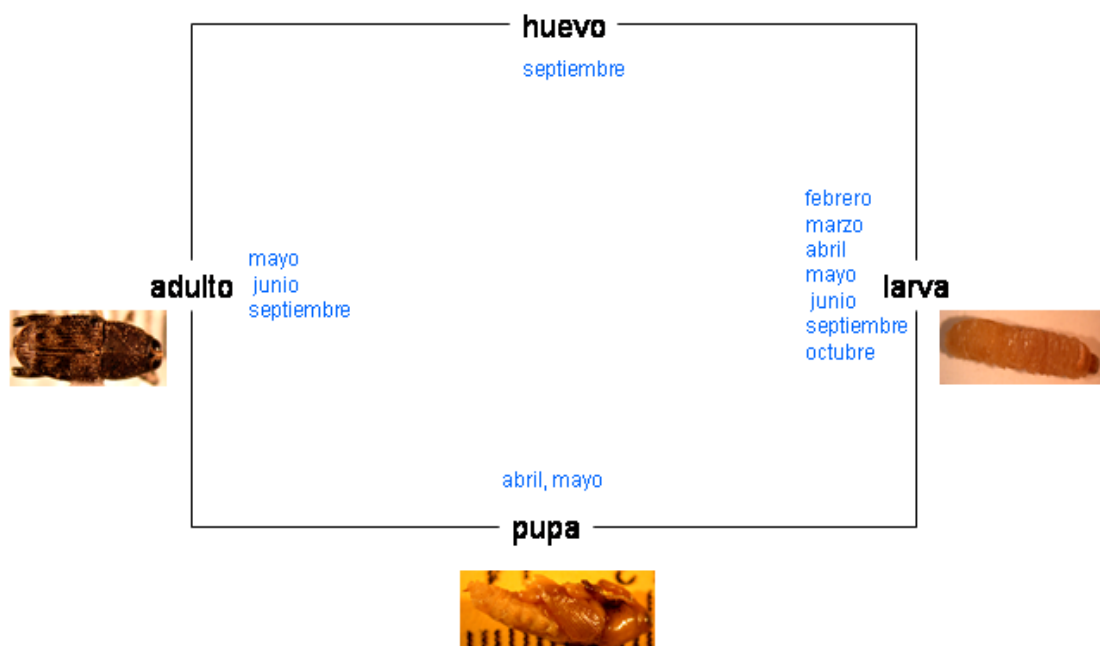 huevo
septiembre
febrero
marzo
abril
mayo
junio
septiembre
octubre
larva
mayo
junio
septiembre
adulto
abril, mayo
pupa